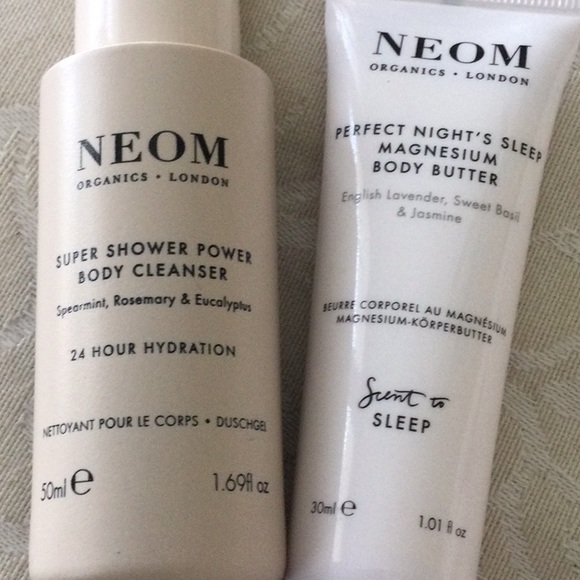 NEOM
ORGANICS • LONDON
SUPER SHOWER POWER
BODY CLEANSER
Spearmint, Rosemary & Eucalyptus
24 HOUR HYDRATION
NETTOYANT POUR LE CORPS • DUSCHGEL
50ml e 1.69fl oz
NEOM
ORGANICS • LONDON
PERFECT NIGHT'S SLEEP
MAGNESIUM
BODY BUTTER
English Lavender, Sweet Basil
& Jasmine
BEURRE CORPOREL AU MAGNÉSIUM
MAGNESIUM-KÖRPERBUTTER
Scent to
SLEEP
30ml e 1.01 fl oz